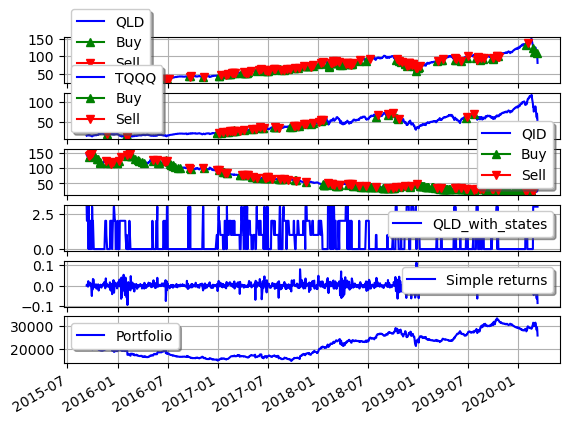 QLD
Buy
Sell
150
100
50
TQQQ
Buy
Sell
100
50
QID
Buy
Sell
150
100
50
QLD_with_states
2.5
0.0
Simple returns
0.1
0.0
−0.1
Portfolio
30000
20000
2015-07
2016-01
2016-07
2017-01
2017-07
2018-01
2018-07
2019-01
2019-07
2020-01